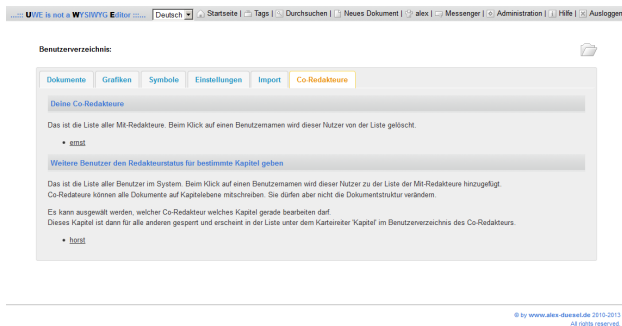 ...::: UWE is not a WYSIWYG Editor :::... Deutsch Startseite | Tags | Durchsuchen | Neues Dokument | alex | Messenger | Administration | Hilfe | Ausloggen
Benutzerverzeichnis:
Dokumente Grafiken Symbole Einstellungen Import Co-Redakteure
Deine Co-Redakteure
Das ist die Liste aller Mit-Redakteure. Beim Klick auf einen Benutzernamen wird dieser Nutzer von der Liste gelöscht.
• ernst
Weitere Benutzer den Redakteurstatus für bestimmte Kapitel geben
Das ist die Liste aller Benutzer im System. Beim Klick auf einen Benutzernamen wird dieser Nutzer zu der Liste der Mit-Redakteure hinzugefügt.
Co-Redateure können alle Dokumente auf Kapitelebene mitschreiben. Sie dürfen aber nicht die Dokumentstruktur verändern.
Es kann ausgewält werden, welcher Co-Redakteur welches Kapitel gerade bearbeiten darf.
Dieses Kapitel ist dann für alle anderen gesperrt und erscheint in der Liste unter dem Karteireiter 'Kapitel' im Benutzerverzeichnis des Co-Redakteurs.
• horst
© by www.alex-duesel.de 2010-2013
All rights reserved.